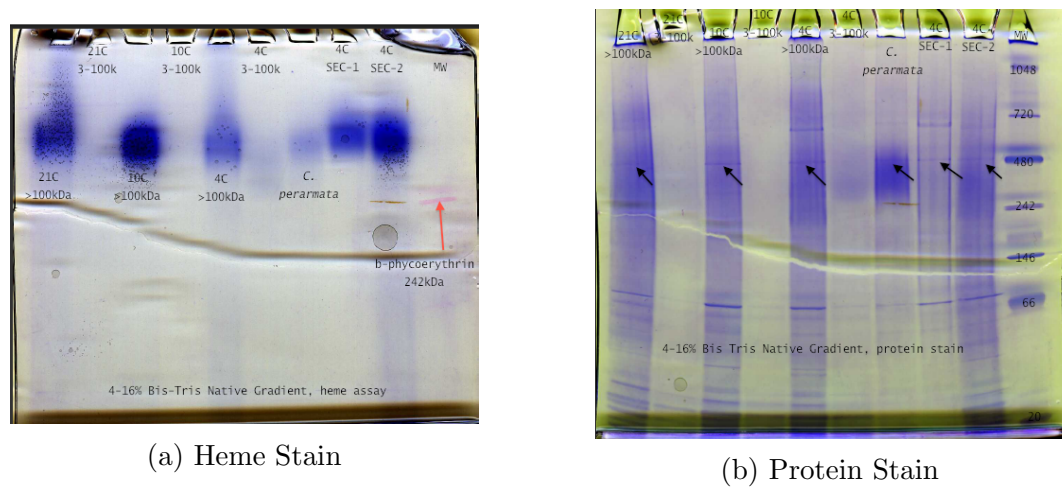 21C 10C 4C 4C 4C
3-100k 3-100k 3-100k SEC-1 SEC-2 MW
21C 10C 4C C.
>100kDa >100kDa >100kDa perarmata
b-phycoerythrin
242kDa
4-16% Bis-Tris Native Gradient, heme assay
(a) Heme Stain
21C 10C 4C
21C 3-100k 10C 3-100k 4C 3-100k C. 4C 4C MW
>100kDa >100kDa >100kDa perarmata SEC-1 SEC-2
1048
720
480
242
146
66
4-16% Bis Tris Native Gradient, protein stain
20
(b) Protein Stain